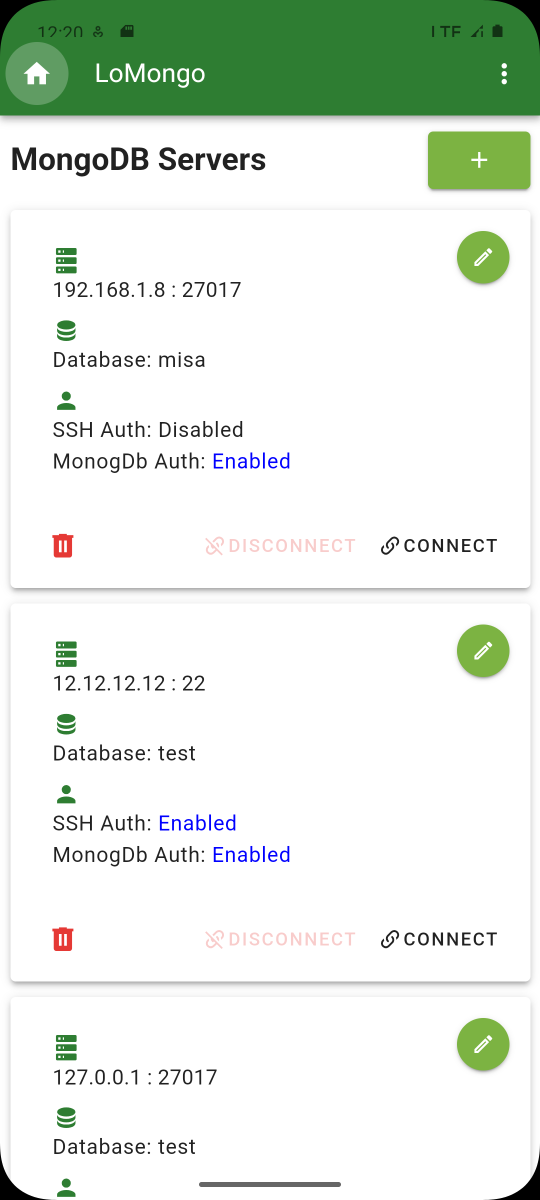 12:20 LTE
LoMongo
MongoDB Servers
+
192.168.1.8 : 27017
Database: misa
SSH Auth: Disabled
MonogDb Auth: Enabled
DISCONNECT CONNECT
12.12.12.12 : 22
Database: test
SSH Auth: Enabled
MonogDb Auth: Enabled
DISCONNECT CONNECT
127.0.0.1 : 27017
Database: test